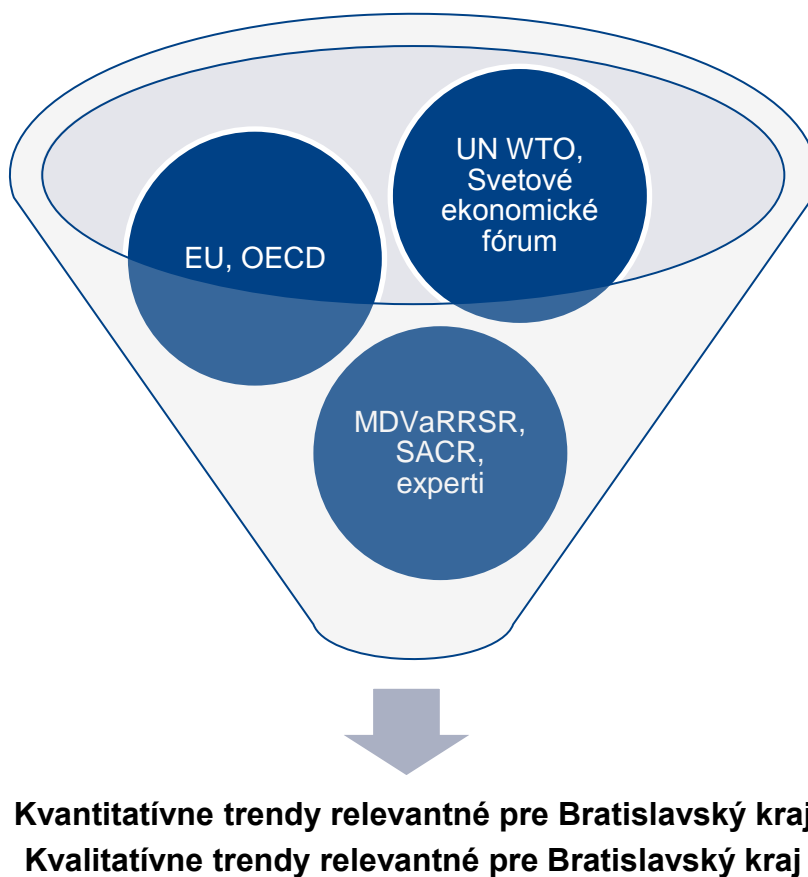 UN WTO,
Svetové
ekonomické
fórum
EU, OECD
MDVaRRSR,
SACR,
experti
Kvantitatívne trendy relevantné pre Bratislavský kraj
Kvalitatívne trendy relevantné pre Bratislavský kraj